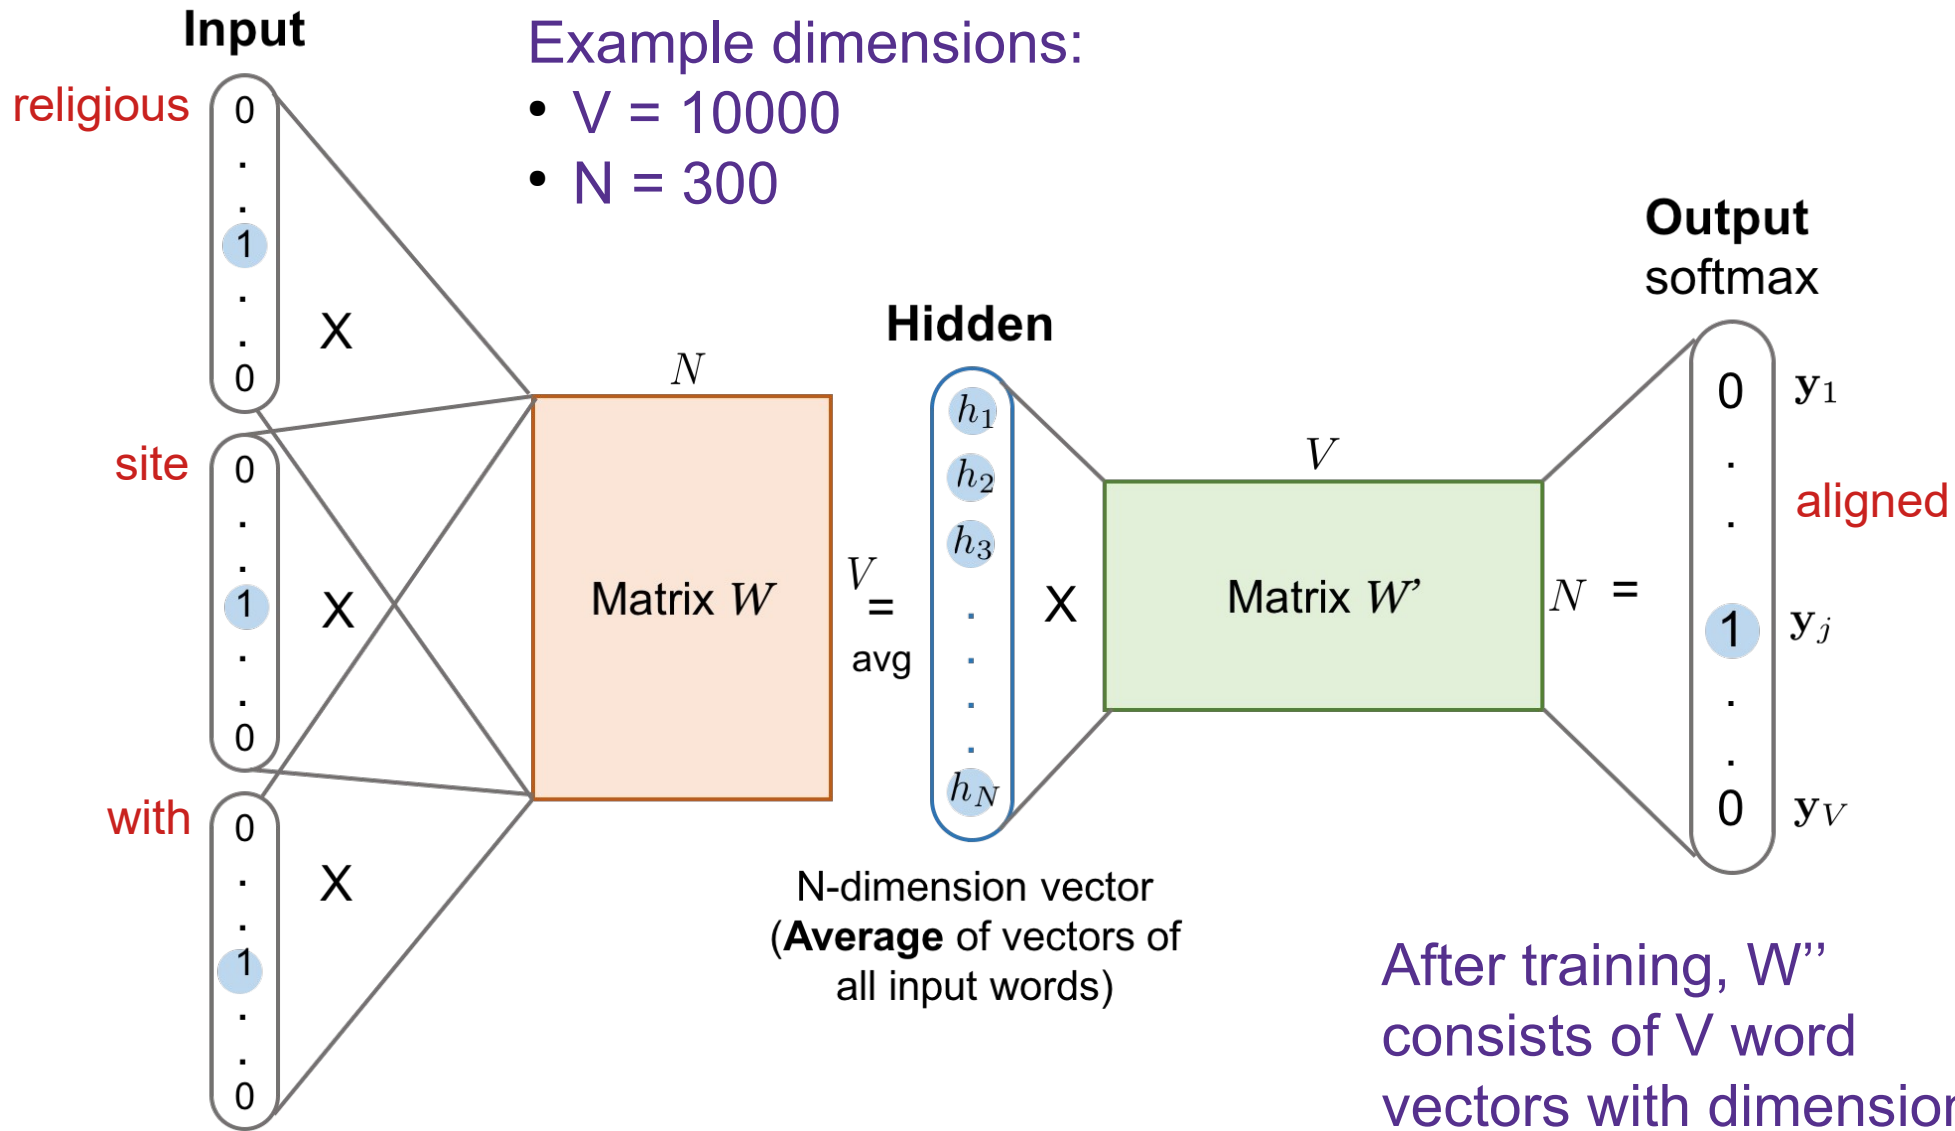 Input
Example dimensions:
• V = 10000
• N = 300
religious
0
.
.
1
.
.
0
X
site
0
.
.
1
.
.
0
X
with
0
.
.
1
.
.
0
X
N
Matrix W
V
=
avg
Hidden
h1
h2
h3
.
.
.
.
hN
N-dimension vector
(Average of vectors of
all input words)
X
V
Matrix W’
N =
Output
softmax
0 y1
.
.
aligned
1 yj
.
.
0 yV
After training, W’’
consists of V word
vectors with dimension